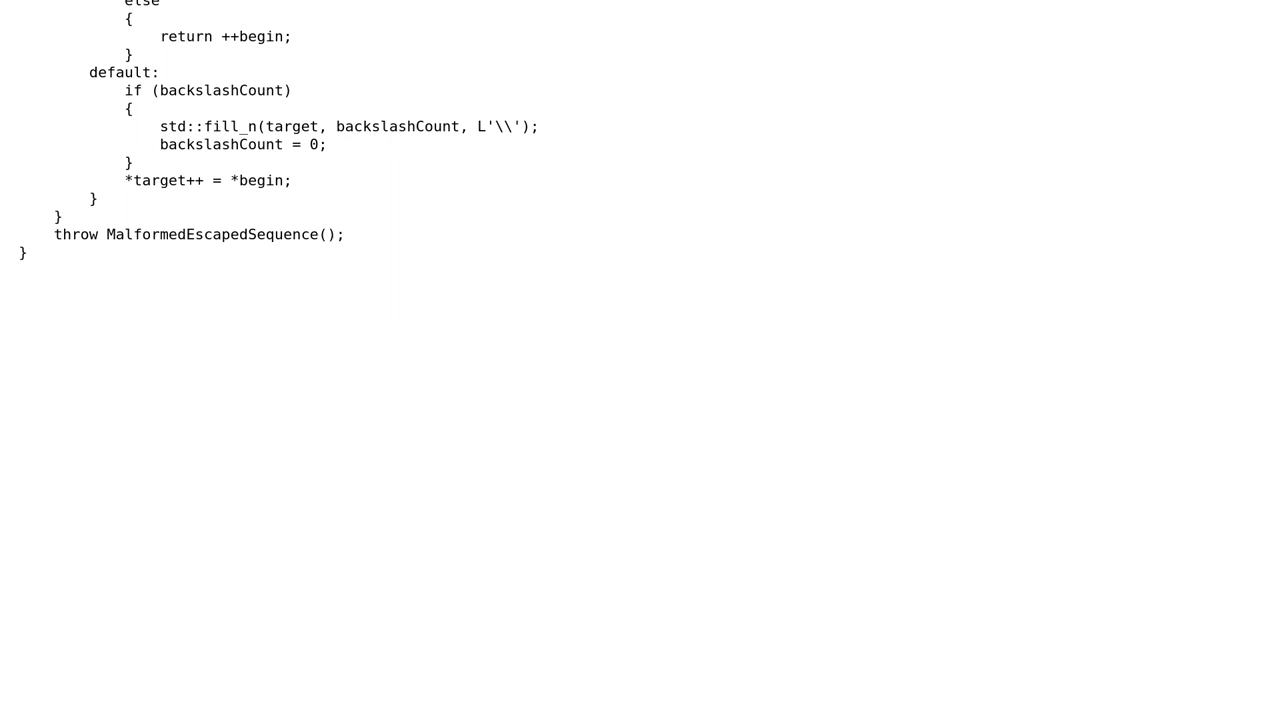 else
{
return ++begin;
}
default:
if (backslashCount)
{
std::fill_n(target, backslashCount, L'\\');
backslashCount = 0;
}
*target++ = *begin;
}
}
throw MalformedEscapedSequence();
}